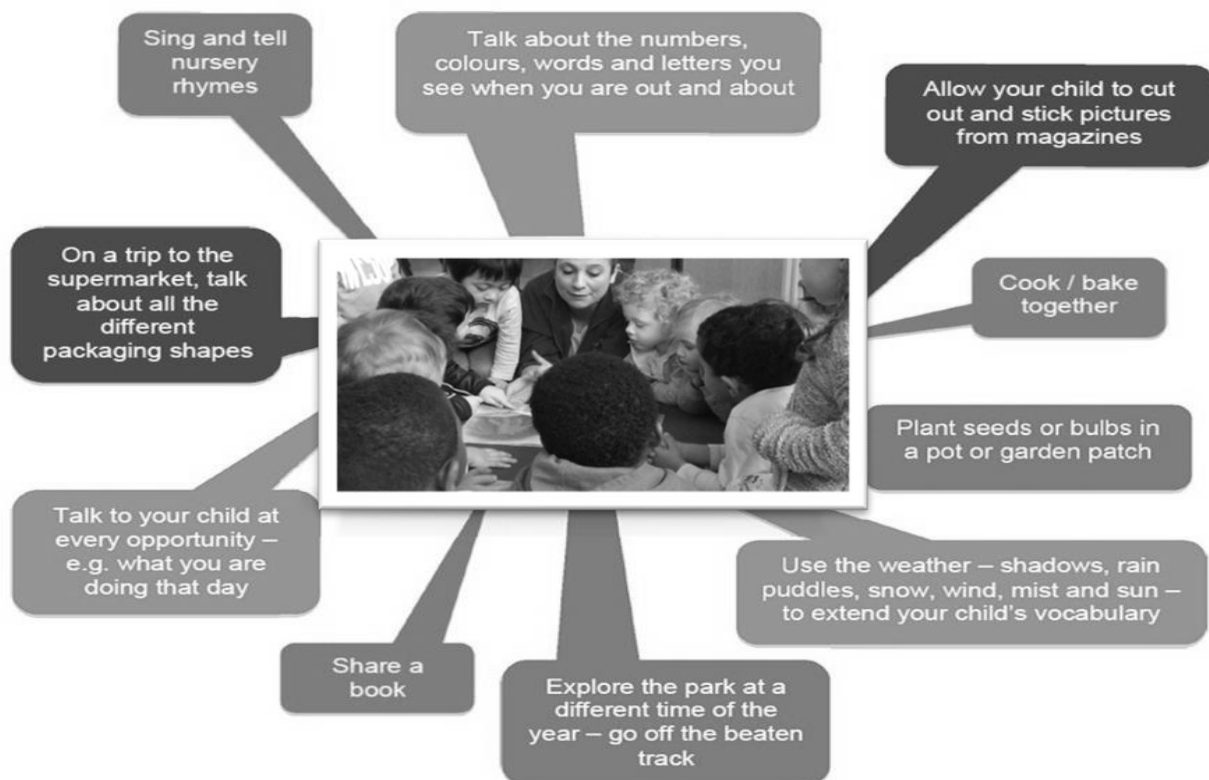 Sing and tell
nursery
rhymes
Talk about the numbers,
colours, words and letters you
see when you are out and about
Allow your child to cut
out and stick pictures
from magazines
On a trip to the
supermarket, talk
about all the
different
packaging shapes
Cook / bake
together
Plant seeds or bulbs in
a pot or garden patch
Talk to your child at
every opportunity –
e.g. what you are
doing that day
Use the weather – shadows, rain
puddles, snow, wind, mist and sun –
to extend your child’s vocabulary
Share a
book
Explore the park at a
different time of the
year – go off the beaten
track